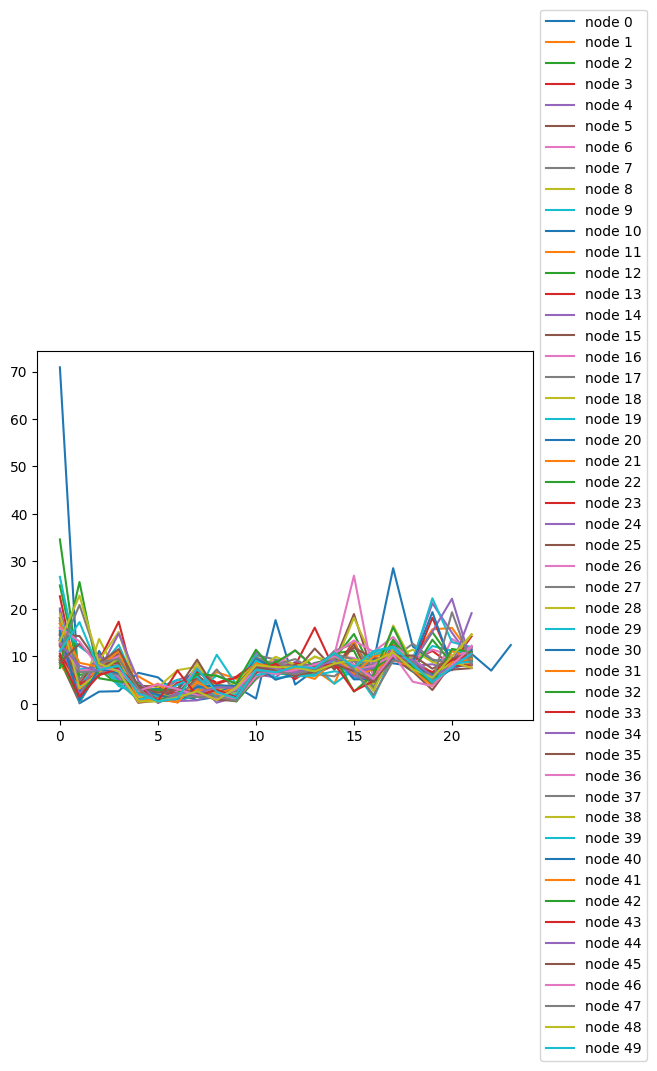 70
60
50
40
30
20
10
0
0 5 10 15 20
node 0
node 1
node 2
node 3
node 4
node 5
node 6
node 7
node 8
node 9
node 10
node 11
node 12
node 13
node 14
node 15
node 16
node 17
node 18
node 19
node 20
node 21
node 22
node 23
node 24
node 25
node 26
node 27
node 28
node 29
node 30
node 31
node 32
node 33
node 34
node 35
node 36
node 37
node 38
node 39
node 40
node 41
node 42
node 43
node 44
node 45
node 46
node 47
node 48
node 49